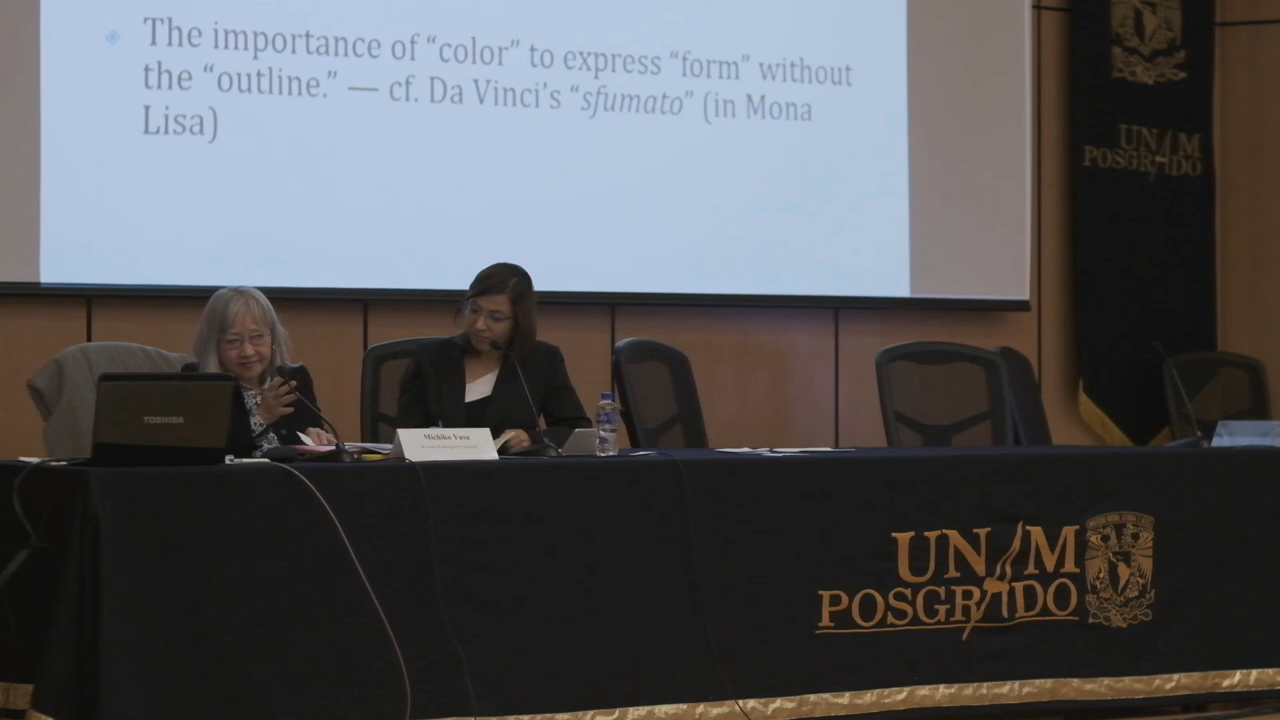 The importance of “color” to express “form” without
the “outline.” — cf. Da Vinci’s “sfumato” (in Mona
Lisa)
UNAM
POSGRADO
TOSHIBA
Michiko Yusa
UNAM
POSGRADO